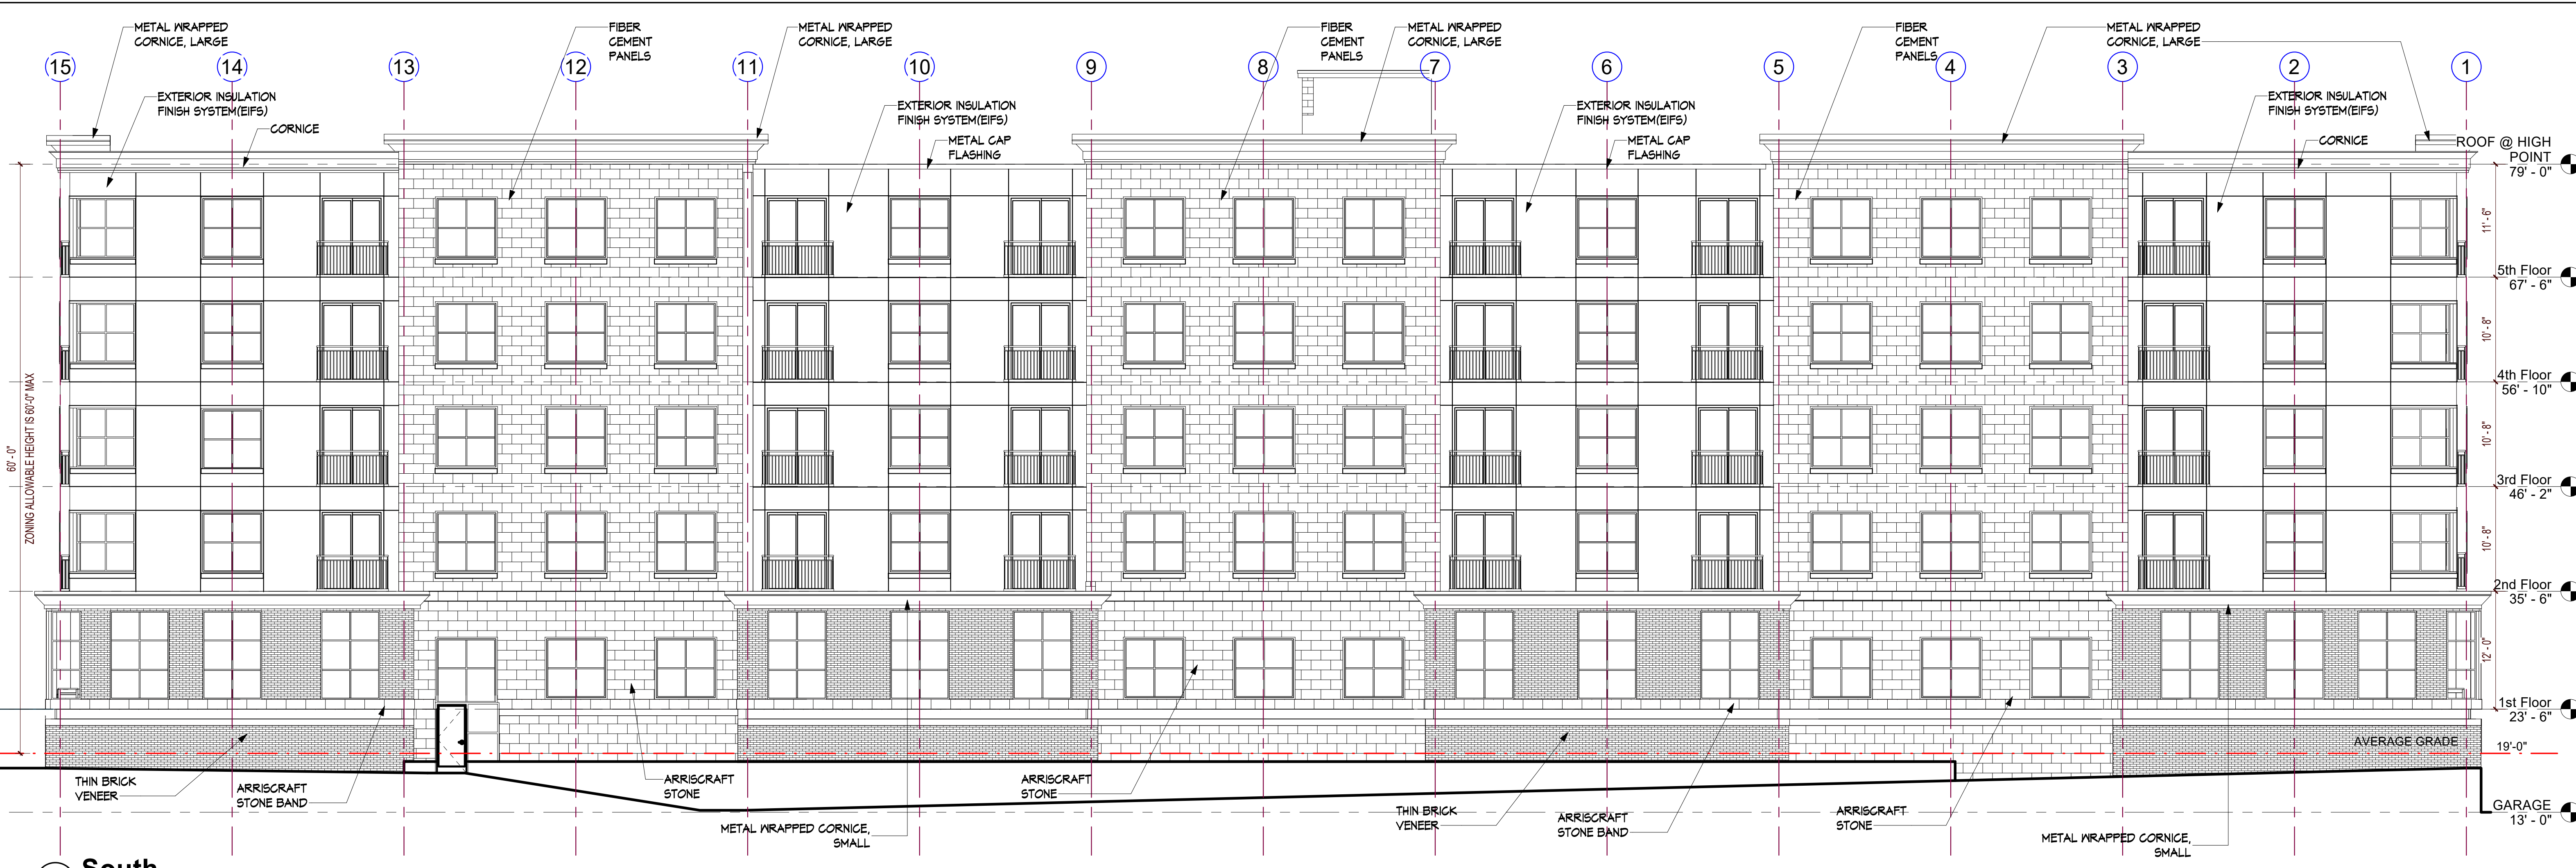 METAL WRAPPED
CORNICE, LARGE
FIBER
CEMENT
PANELS
METAL WRAPPED
CORNICE, LARGE
FIBER
CEMENT
PANELS
METAL WRAPPED
CORNICE, LARGE
FIBER
CEMENT
PANELS
METAL WRAPPED
CORNICE, LARGE
15
14
13
12
11
10
9
8
7
6
5
4
3
2
1
EXTERIOR INSULATION
FINISH SYSTEM(EIFS)
CORNICE
EXTERIOR INSULATION
FINISH SYSTEM(EIFS)
METAL CAP
FLASHING
EXTERIOR INSULATION
FINISH SYSTEM(EIFS)
METAL CAP
FLASHING
EXTERIOR INSULATION
FINISH SYSTEM(EIFS)
CORNICE
ROOF @ HIGH
POINT
79' - 0"
11' - 6"
5th Floor
67' - 6"
10' - 8"
4th Floor
56' - 10"
10' - 8"
3rd Floor
46' - 2"
10' - 8"
2nd Floor
35' - 6"
12' - 0"
1st Floor
23' - 6"
60' - 0"
ZONING ALLOWABLE HEIGHT IS 60'-0" MAX
AVERAGE GRADE
19'-0"
THIN BRICK
VENEER
ARRISCRAFT
STONE BAND
ARRISCRAFT
STONE
METAL WRAPPED CORNICE,
SMALL
ARRISCRAFT
STONE
THIN BRICK
VENEER
ARRISCRAFT
STONE BAND
ARRISCRAFT
STONE
METAL WRAPPED CORNICE,
SMALL
GARAGE
13' - 0"
South